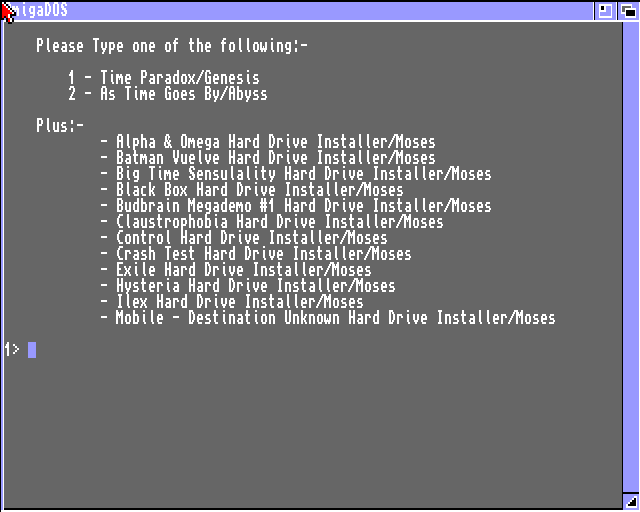 AmigaDOS
Please Type one of the following:-
1 - Time Paradox/Genesis
2 - As Time Goes By/Abyss
Plus:-
- Alpha & Omega Hard Drive Installer/Moses
- Batman Vuelve Hard Drive Installer/Moses
- Big Time Sensulality Hard Drive Installer/Moses
- Black Box Hard Drive Installer/Moses
- Budbrain Megademo #1 Hard Drive Installer/Moses
- Claustrophobia Hard Drive Installer/Moses
- Control Hard Drive Installer/Moses
- Crash Test Hard Drive Installer/Moses
- Exile Hard Drive Installer/Moses
- Hysteria Hard Drive Installer/Moses
- Ilex Hard Drive Installer/Moses
- Mobile - Destination Unknown Hard Drive Installer/Moses
1>